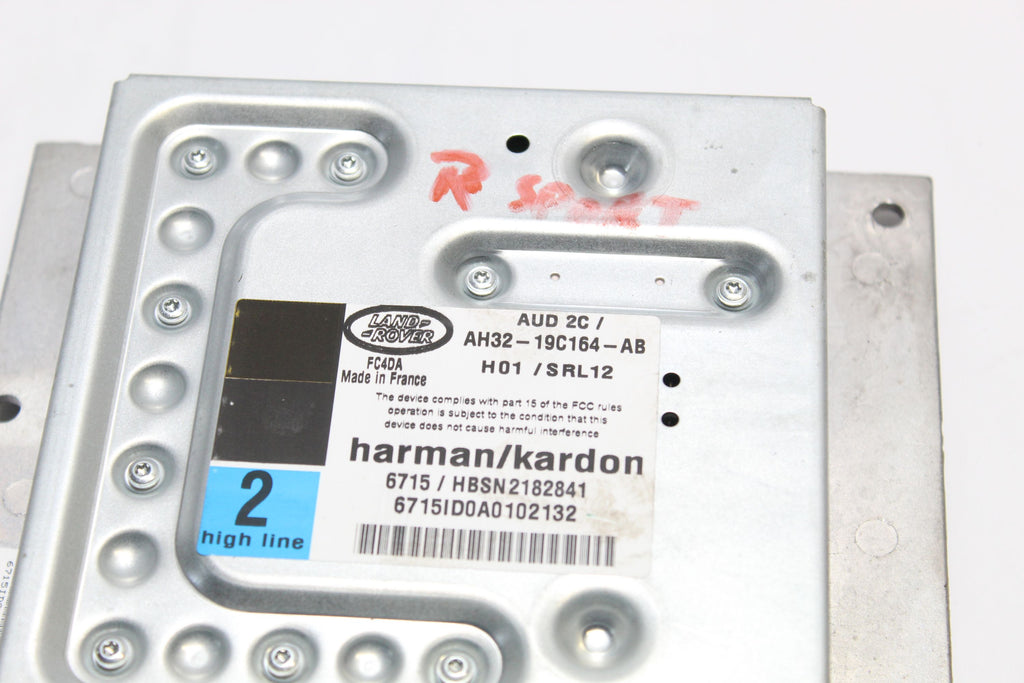 R SPORT
LAND-
-ROVER
FC4DA
Made in France
AUD 2C /
AH32-19C164-AB
H01 /SRL12
The device complies with part 15 of the FCC rules
operation is subject to the condition that this
device does not cause harmful interference
harman/kardon
6715 / HBSN2182841
6715ID0A0102132
2
high line